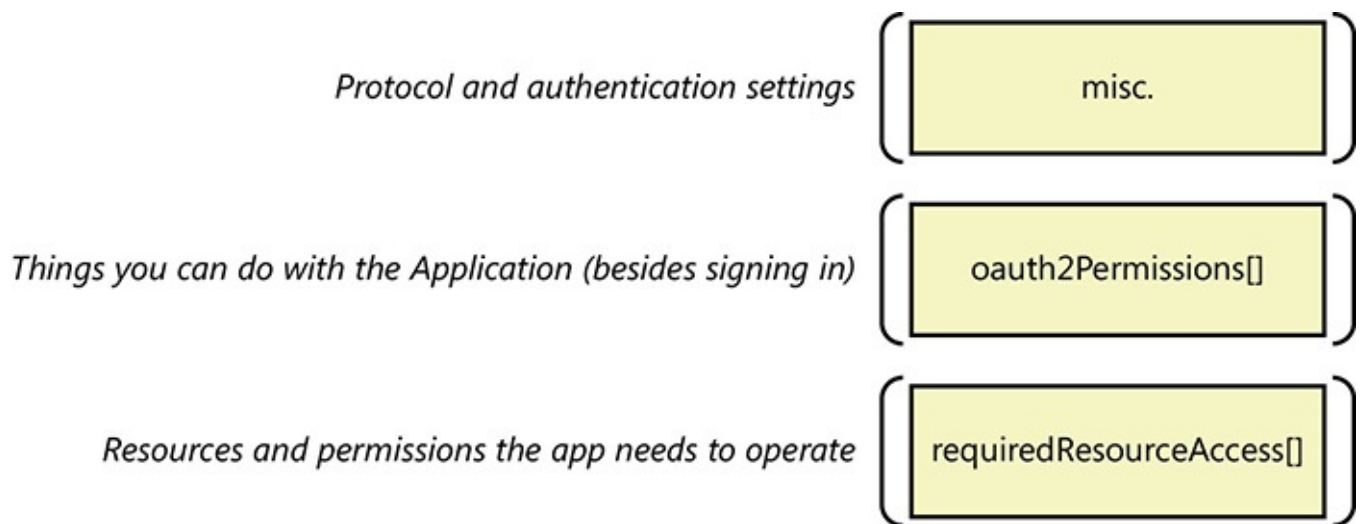 Protocol and authentication settings
misc.
Things you can do with the Application (besides signing in)
oauth2Permissions[]
Resources and permissions the app needs to operate
requiredResourceAccess[]